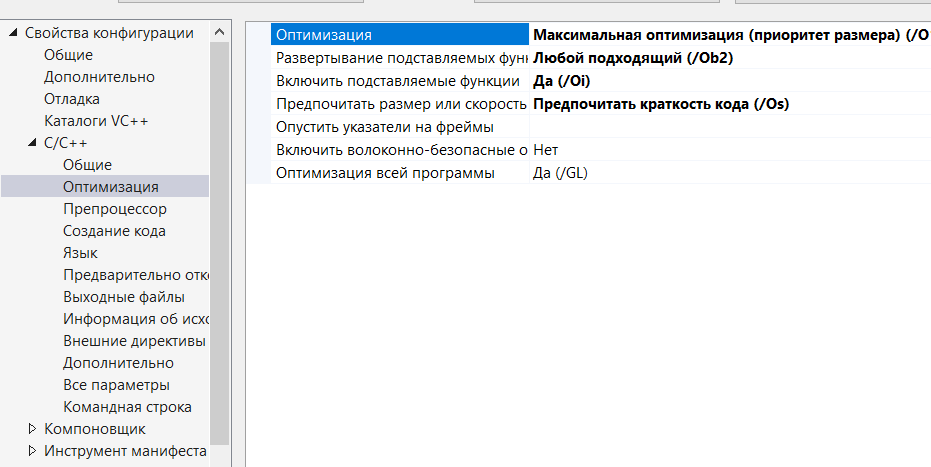 Свойства конфигурации
Общие
Дополнительно
Отладка
Каталоги VC++
C/C++
Общие
Оптимизация
Препроцессор
Создание кода
Язык
Предварительно отко
Выходные файлы
Информация об исхо
Внешние директивы
Дополнительно
Все параметры
Командная строка
Компоновщик
Инструмент манифеста
Оптимизация Максимальная оптимизация (приоритет размера) (/O
Развертывание подставляемых фун Любой подходящий (/Ob2)
Включить подставляемые функции Да (/Oi)
Предпочитать размер или скорость Предпочитать краткость кода (/Os)
Опустить указатели на фреймы
Включить волоконно-безопасные о Нет
Оптимизация всей программы Да (/GL)